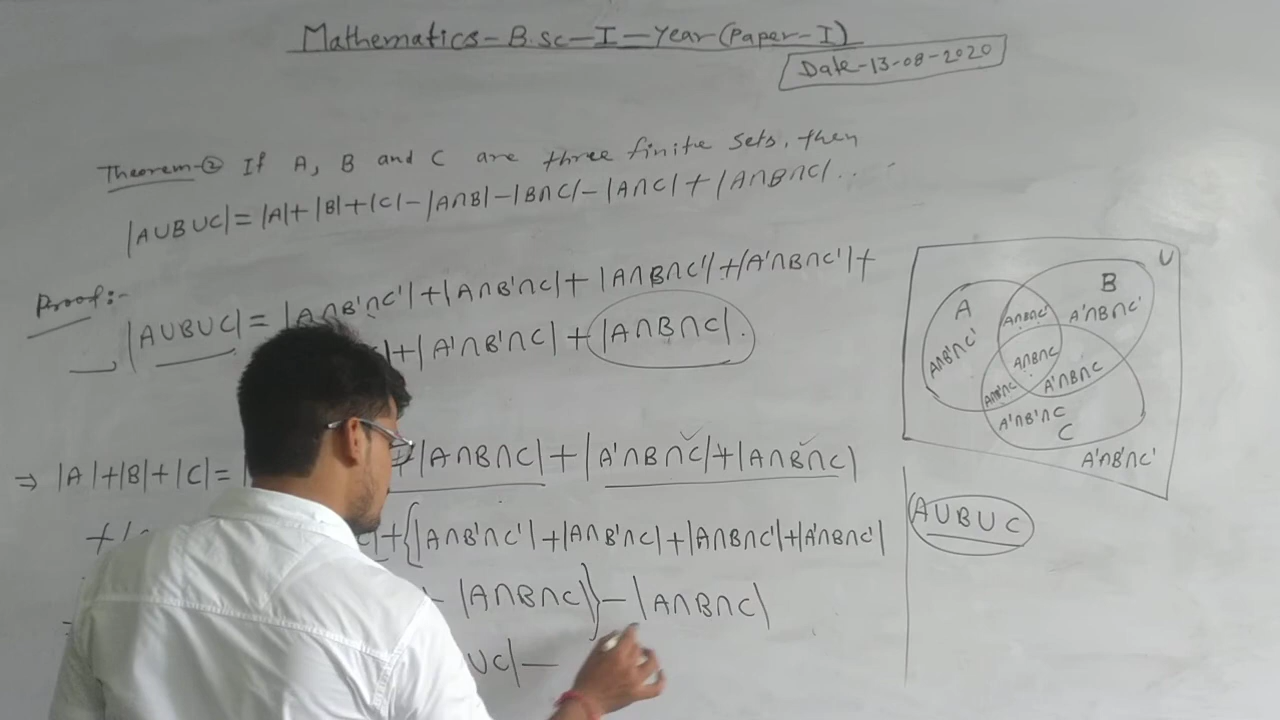 Mathematics-B.sc-I-Year(Paper-I)
Date-13-08-2020
Theorem-② If A, B and C are three finite sets, then
|A∪B∪C|=|A|+|B|+|C|-|A∩B|-|B∩C|-|A∩C|+|A∩B∩C|...
Proof:-
|A∪B∪C|=|A∩B'∩C'|+|A∩B'∩C|+|A∩B∩C'|+|A'∩B∩C'|+
|+|A'∩B'∩C|+|A∩B∩C|.
⇒ |A|+|B|+|C|= |A∩B∩C|+|A'∩B∩C|+|A∩B∩C|
+{|A∩B'∩C'|+|A∩B'∩C|+|A∩B∩C'|+|A'∩B∩C'|
|A∩B∩C|}-|A∩B∩C|
∪C|-
U
A
B
A∩B∩C'
A'∩B∩C'
A∩B'∩C'
A∩B∩C
A∩B'∩C
A'∩B∩C
A'∩B'∩C
C
A'∩B'∩C'
A∪B∪C